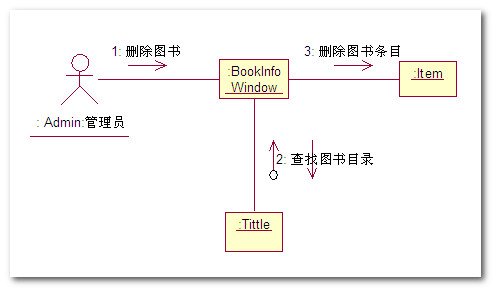 1: 删除图书
3: 删除图书条目
:BookInfo
Window
:Item
: Admin:管理员
2: 查找图书目录
:Tittle